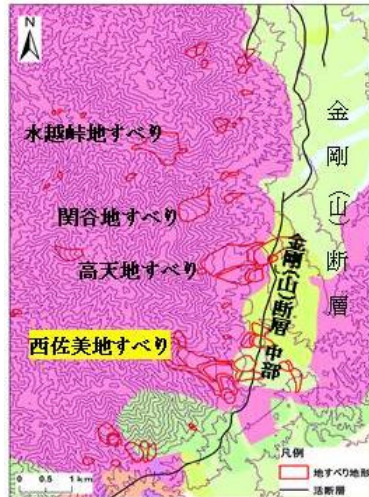 N
水越峠地すべり
関谷地すべり
高天地すべり
西佐美地すべり
金剛(山)断層
金剛(山)断層 中部
凡例
地すべり地形
活断層
0 0.5 1 km